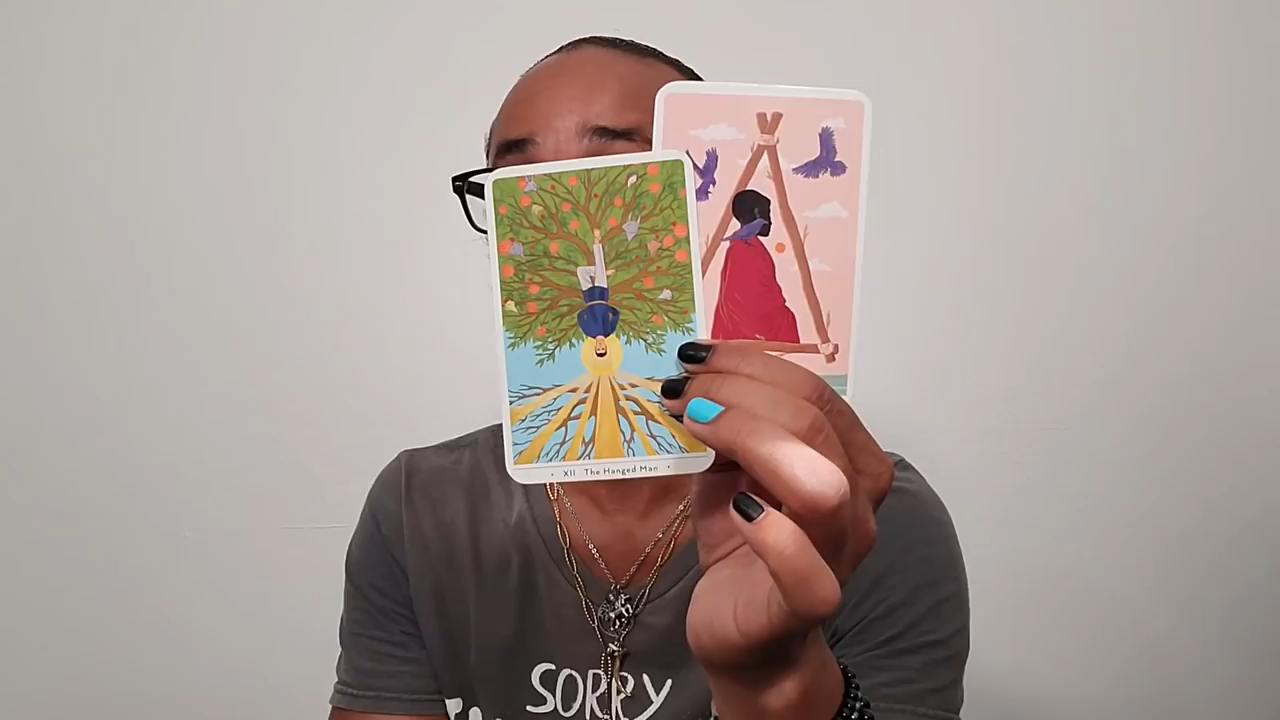 • XII The Hanged Man •
SORRY